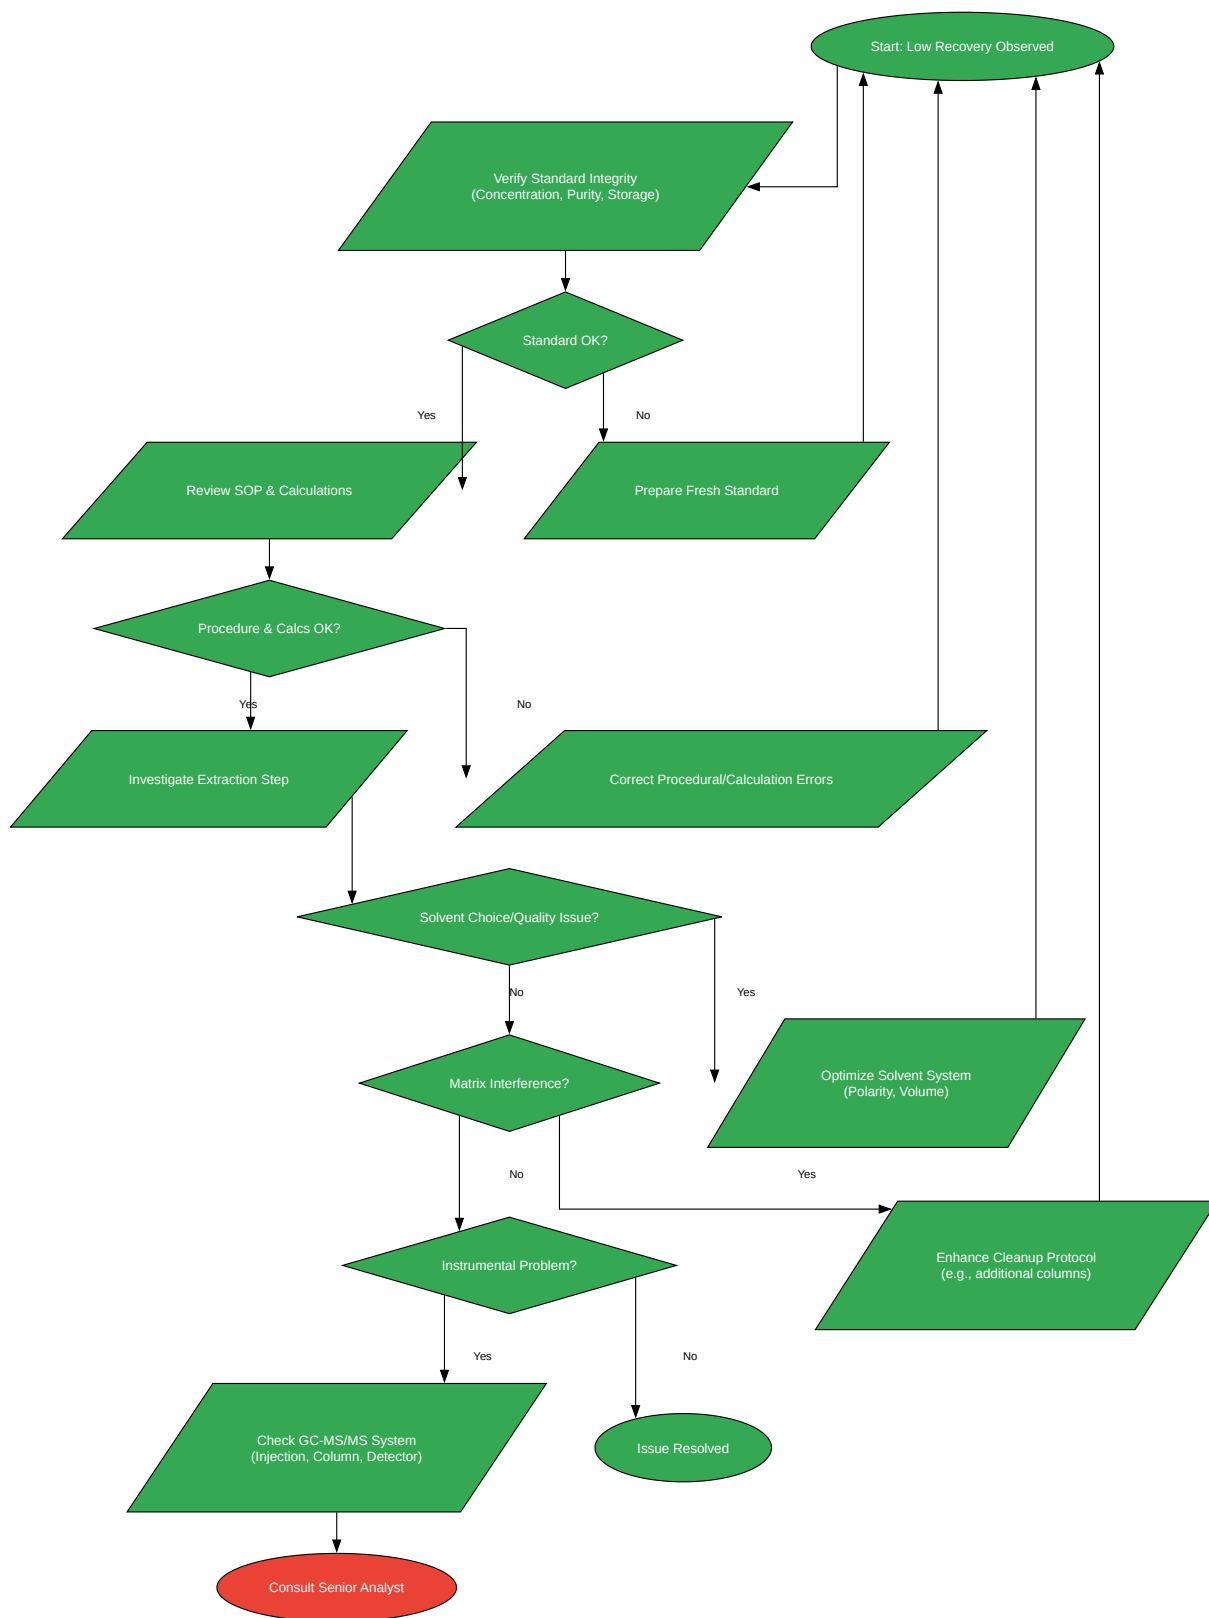 Start: Low Recovery Observed
Verify Standard Integrity
(Concentration, Purity, Storage)
Standard OK?
Yes
No
Review SOP & Calculations
Prepare Fresh Standard
Procedure & Calcs OK?
Yes
No
Investigate Extraction Step
Correct Procedural/Calculation Errors
Solvent Choice/Quality Issue?
No
Yes
Matrix Interference?
Optimize Solvent System
(Polarity, Volume)
No
Yes
Instrumental Problem?
Enhance Cleanup Protocol
(e.g., additional columns)
Yes
No
Check GC-MS/MS System
(Injection, Column, Detector)
Issue Resolved
Consult Senior Analyst